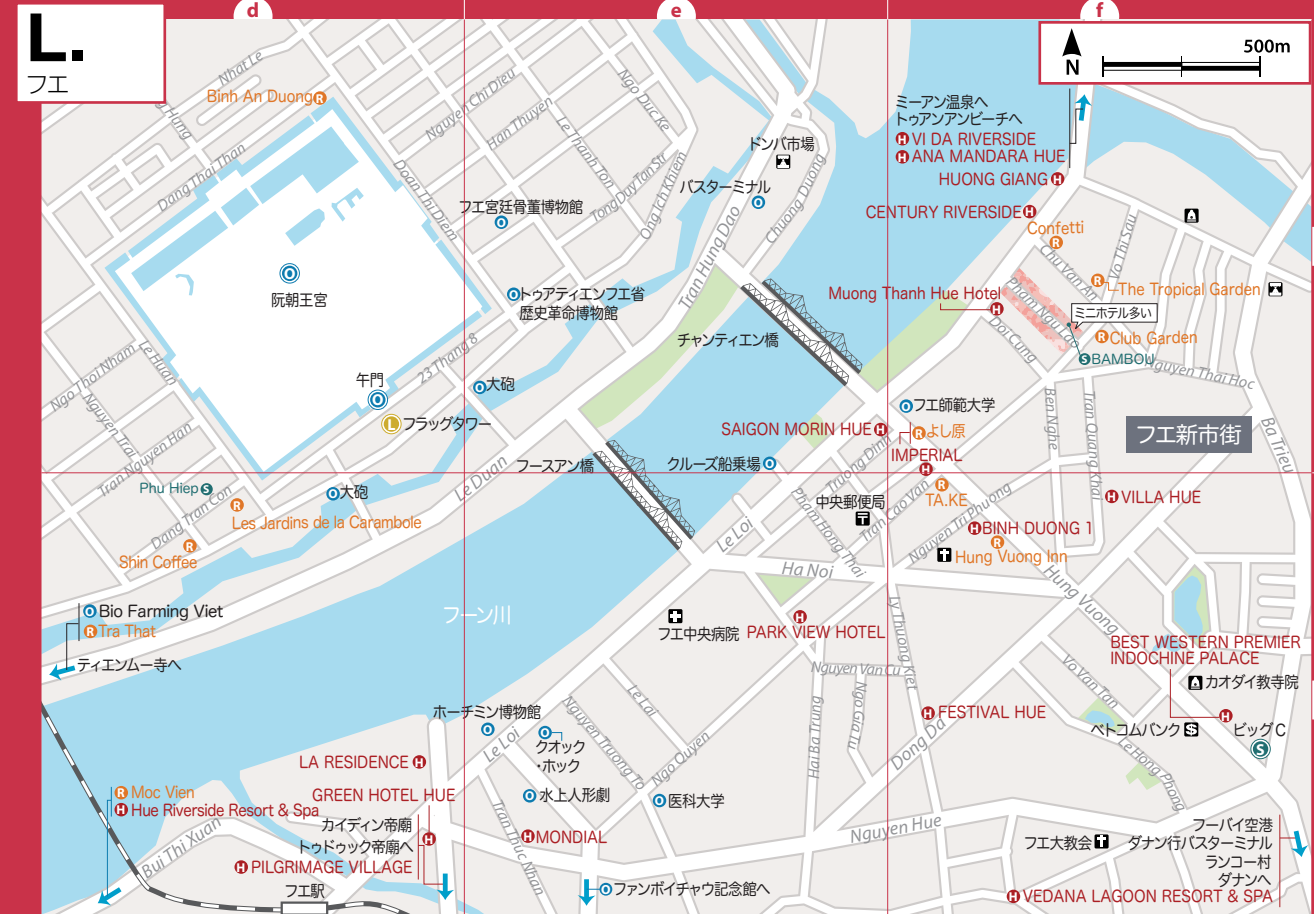 L.
フエ
d
e
f
N
500m
Nhat Le
Binh An Duong R
Dang Thai Than
Nguyen Chi Dieu
Han Thuyen
Le Thanh Ton
Ngo Duc Ke
Tong Duy Tan Str
Ong Ich Khiem
Doan Thi Diem
フエ宮廷骨董博物館
ドンバ市場
バスターミナル
Chuong Duong
Tran Hung Dao
ミーアン温泉へ
トゥアンアンビーチへ
H VI DA RIVERSIDE
H ANA MANDARA HUE
HUONG GIANG H
CENTURY RIVERSIDE H
Confetti
R
Chu Van An
Vo Thi Sau
R The Tropical Garden
Muong Thanh Hue Hotel
H
Pham Ngu Lao
ミニホテル多い
Doi Cung
R Club Garden
S BAMBOU
Nguyen Thai Hoc
阮朝王宮
トゥアティエンフエ省
歴史革命博物館
チャンティエン橋
Ngo Thoi Nham
Le Huan
Nguyen Trai
Tran Nguyen Han
23 Thang 8
午門
L フラッグタワー
大砲
フエ師範大学
SAIGON MORIN HUE H
R よし原
IMPERIAL
H
Truong Dinh
クルーズ船乗場
フースアン橋
Le Duan
Ben Nghe
Tran Quang Khai
フエ新市街
Ba Trieu
Phu Hiep S
大砲
R
Les Jardins de la Carambole
Dang Tran Con
R
Shin Coffee
中央郵便局
Pham Hong Thai
Tran Cao Van
R
TA.KE
Nguyen Tri Phuong
H VILLA HUE
H BINH DUONG 1
R
Hung Vuong Inn
Le Loi
Ha Noi
Hung Vuong
Bio Farming Viet
R Tra That
ティエンムー寺へ
フーン川
フエ中央病院
H
PARK VIEW HOTEL
Ly Thuong Kiet
Nguyen Van Cu
BEST WESTERN PREMIER
INDOCHINE PALACE
Vo Van Tan
カオダイ教寺院
H
Le Lai
Ngo Quyen
Nguyen Truong To
Hai Ba Trung
Ngo Gia Tu
H FESTIVAL HUE
Dong Da
ベトコムバンク $
ビッグC
S
Le Hong Phong
ホーチミン博物館
Le Loi
クオック
・ホック
LA RESIDENCE H
R Moc Vien
H Hue Riverside Resort & Spa
GREEN HOTEL HUE
水上人形劇
医科大学
カイディン帝廟
トゥドゥック帝廟へ
H
H PILGRIMAGE VILLAGE
Bui Thi Xuan
フエ駅
Tran Thuc Nhan
H MONDIAL
Nguyen Hue
ファンボイチャウ記念館へ
フエ大教会
フーバイ空港
ダナン行バスターミナル
ランコー村
ダナンへ
H VEDANA LAGOON RESORT & SPA